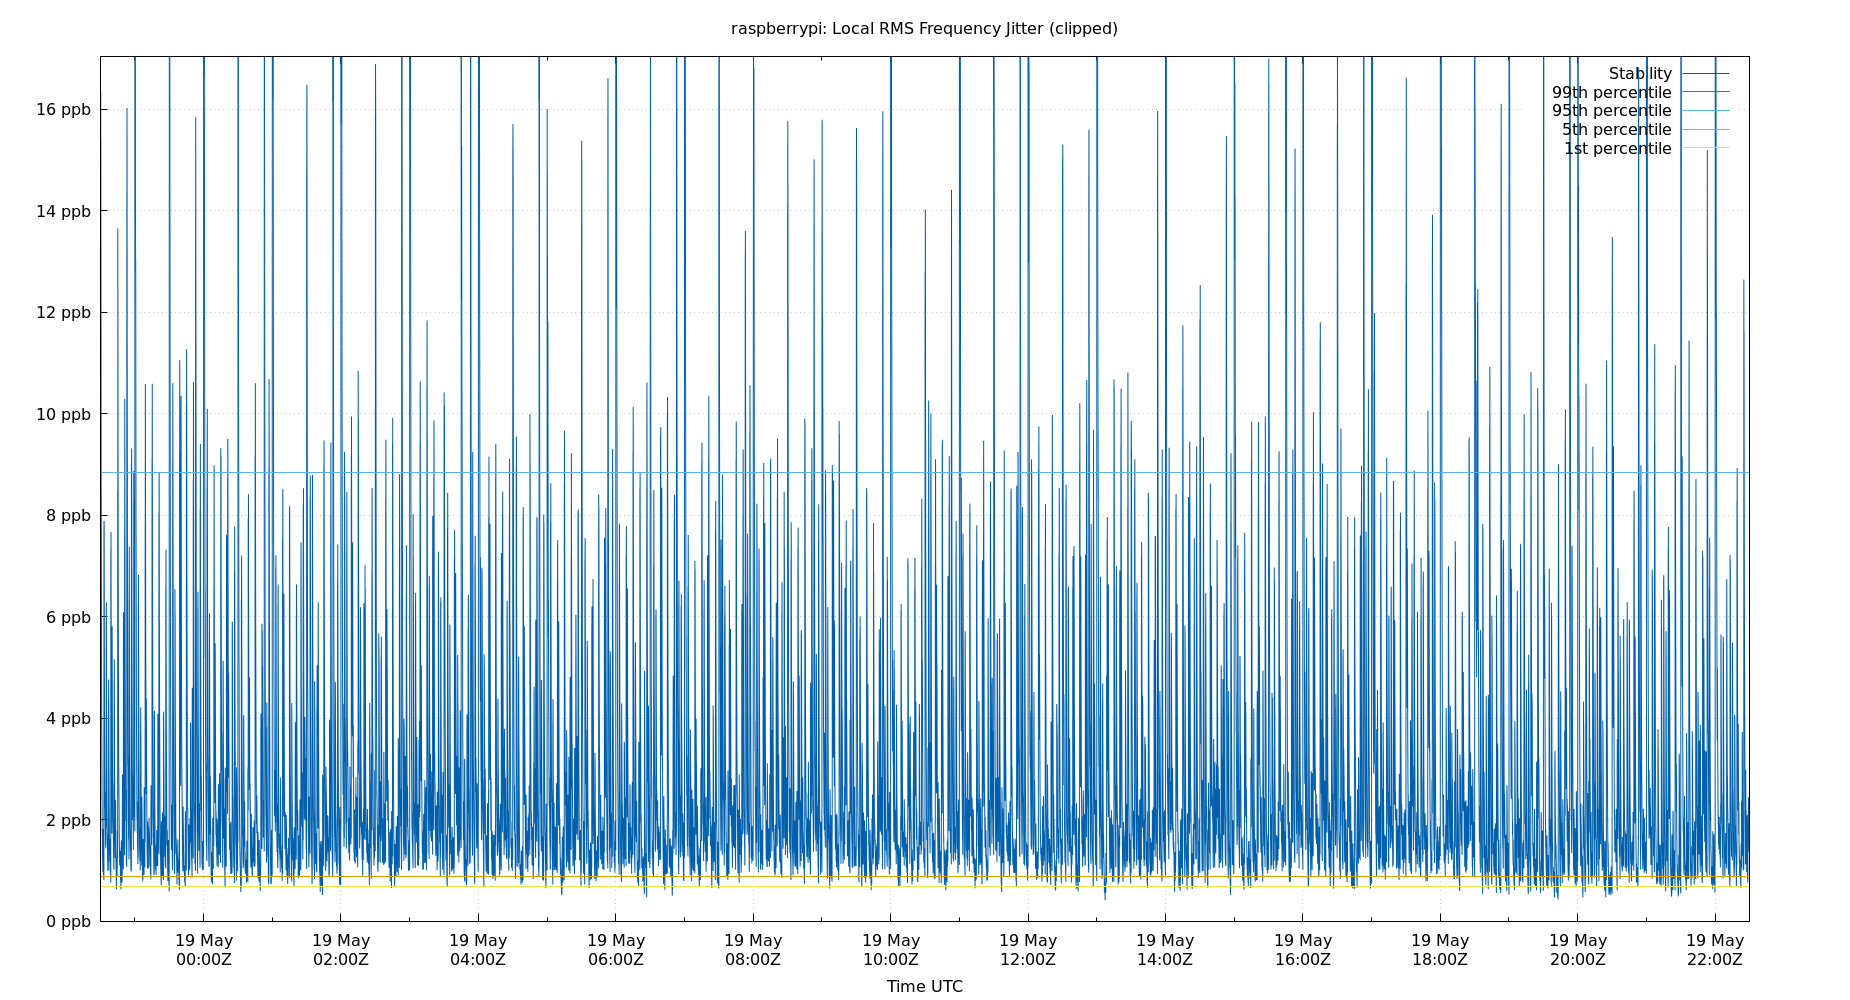 raspberrypi: Local RMS Frequency Jitter (clipped)
Stability
99th percentile
95th percentile
5th percentile
1st percentile
16 ppb
14 ppb
12 ppb
10 ppb
8 ppb
6 ppb
4 ppb
2 ppb
0 ppb
19 May 19 May 19 May 19 May 19 May 19 May 19 May 19 May 19 May 19 May 19 May 19 May
00:00Z 02:00Z 04:00Z 06:00Z 08:00Z 10:00Z 12:00Z 14:00Z 16:00Z 18:00Z 20:00Z 22:00Z
Time UTC